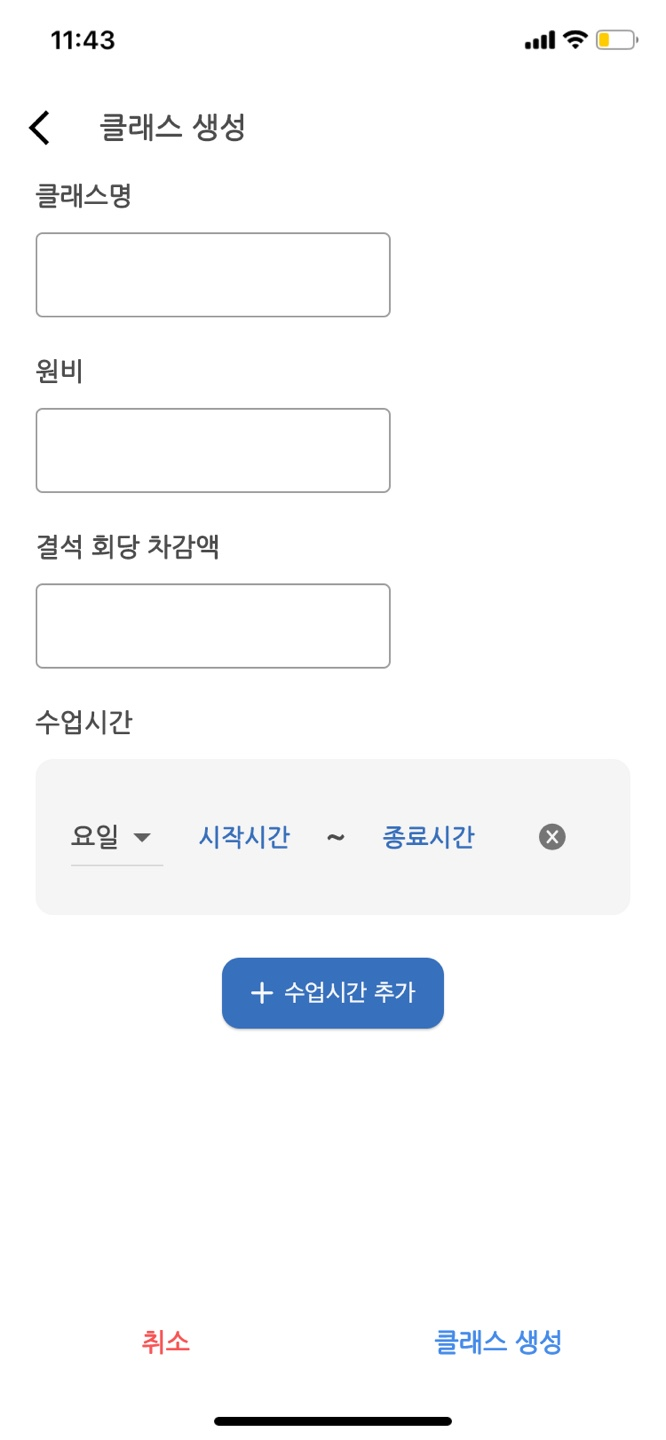 11:43
클래스 생성
클래스명
원비
결석 회당 차감액
수업시간
요일 시작시간 ~ 종료시간
+ 수업시간 추가
취소 클래스 생성